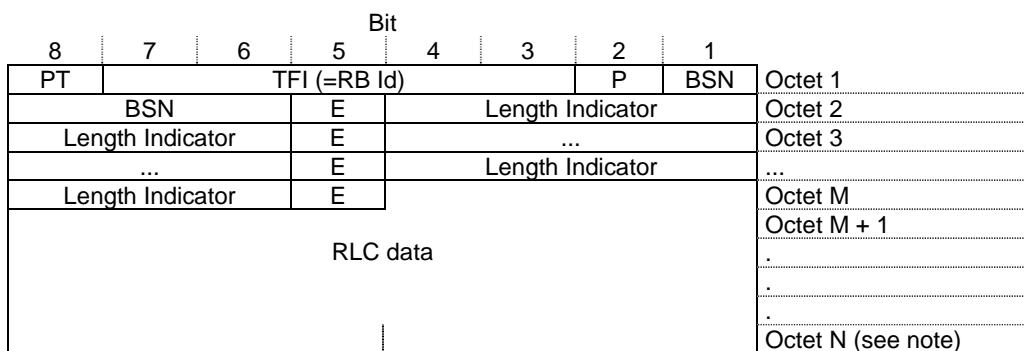 Bit
8 7 6 5 4 3 2 1
PT TFI (=RB Id) P BSN Octet 1
BSN E Length Indicator Octet 2
Length Indicator E ... Octet 3
... E Length Indicator ...
Length Indicator E Octet M
Octet M + 1
RLC data .
.
.
Octet N (see note)